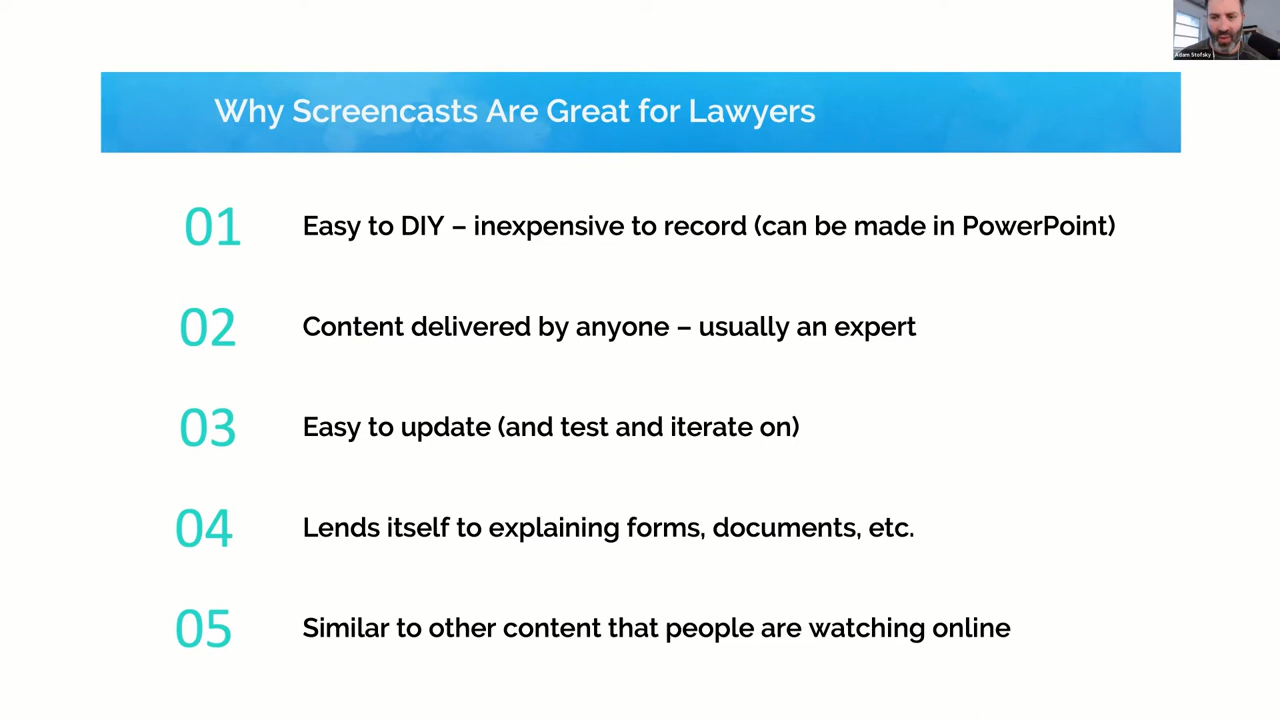 Adam Stofsky
Why Screencasts Are Great for Lawyers
01 Easy to DIY – inexpensive to record (can be made in PowerPoint)
02 Content delivered by anyone – usually an expert
03 Easy to update (and test and iterate on)
04 Lends itself to explaining forms, documents, etc.
05 Similar to other content that people are watching online